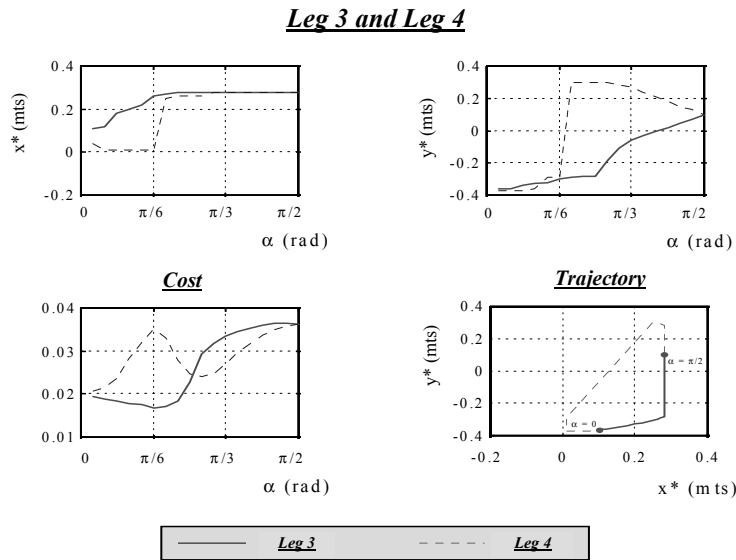 Leg 3 and Leg 4
0.4
0.2
0
-0.2
x* (mts)
0
π/6
π/3
π/2
α (rad)
0.4
0.2
0
-0.2
-0.4
y* (mts)
0
π/6
π/3
π/2
α (rad)
Cost
0.04
0.03
0.02
0.01
0
π/6
π/3
π/2
α (rad)
Trajectory
0.4
0.2
0
-0.2
-0.4
y* (mts)
α = π/2
α = 0
-0.2
0
0.2
0.4
x* (mts)
Leg 3
Leg 4